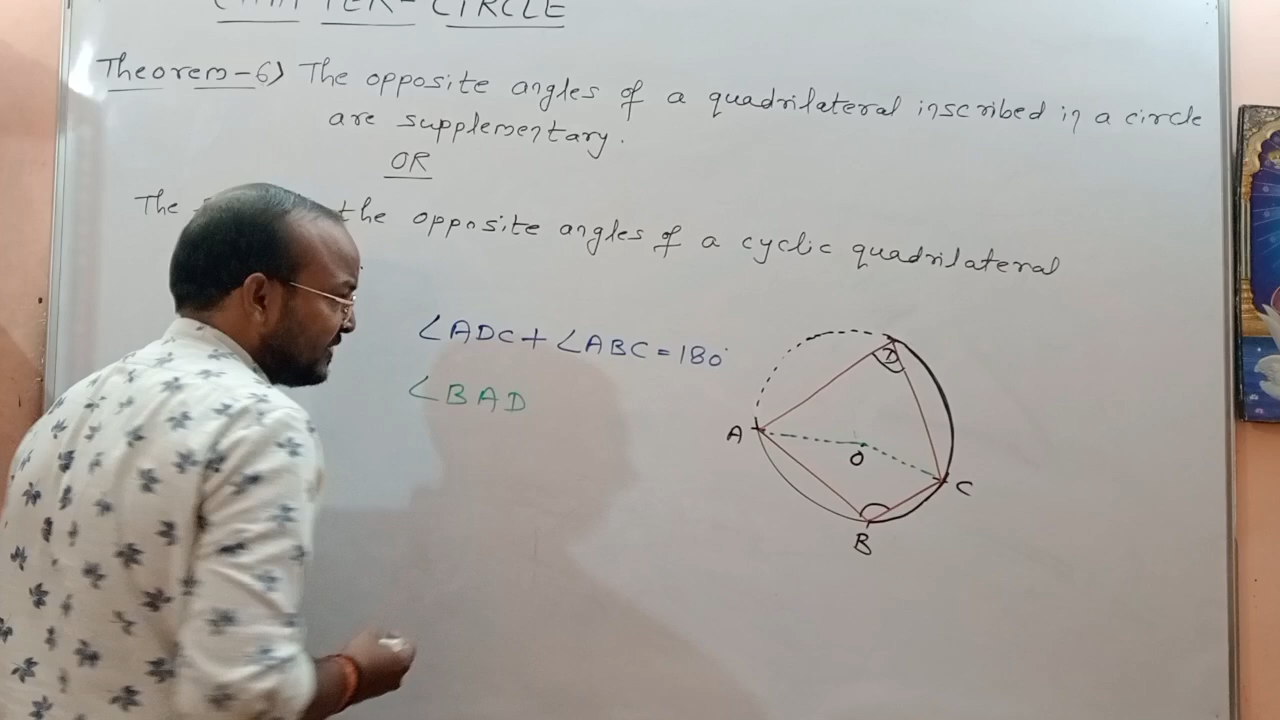 CHAPTER - CIRCLE
Theorem-6) The opposite angles of a quadrilateral inscribed in a circle
are supplementary.
OR
The the opposite angles of a cyclic quadrilateral
∠ADC + ∠ABC = 180°
∠BAD
D
A
O
C
B